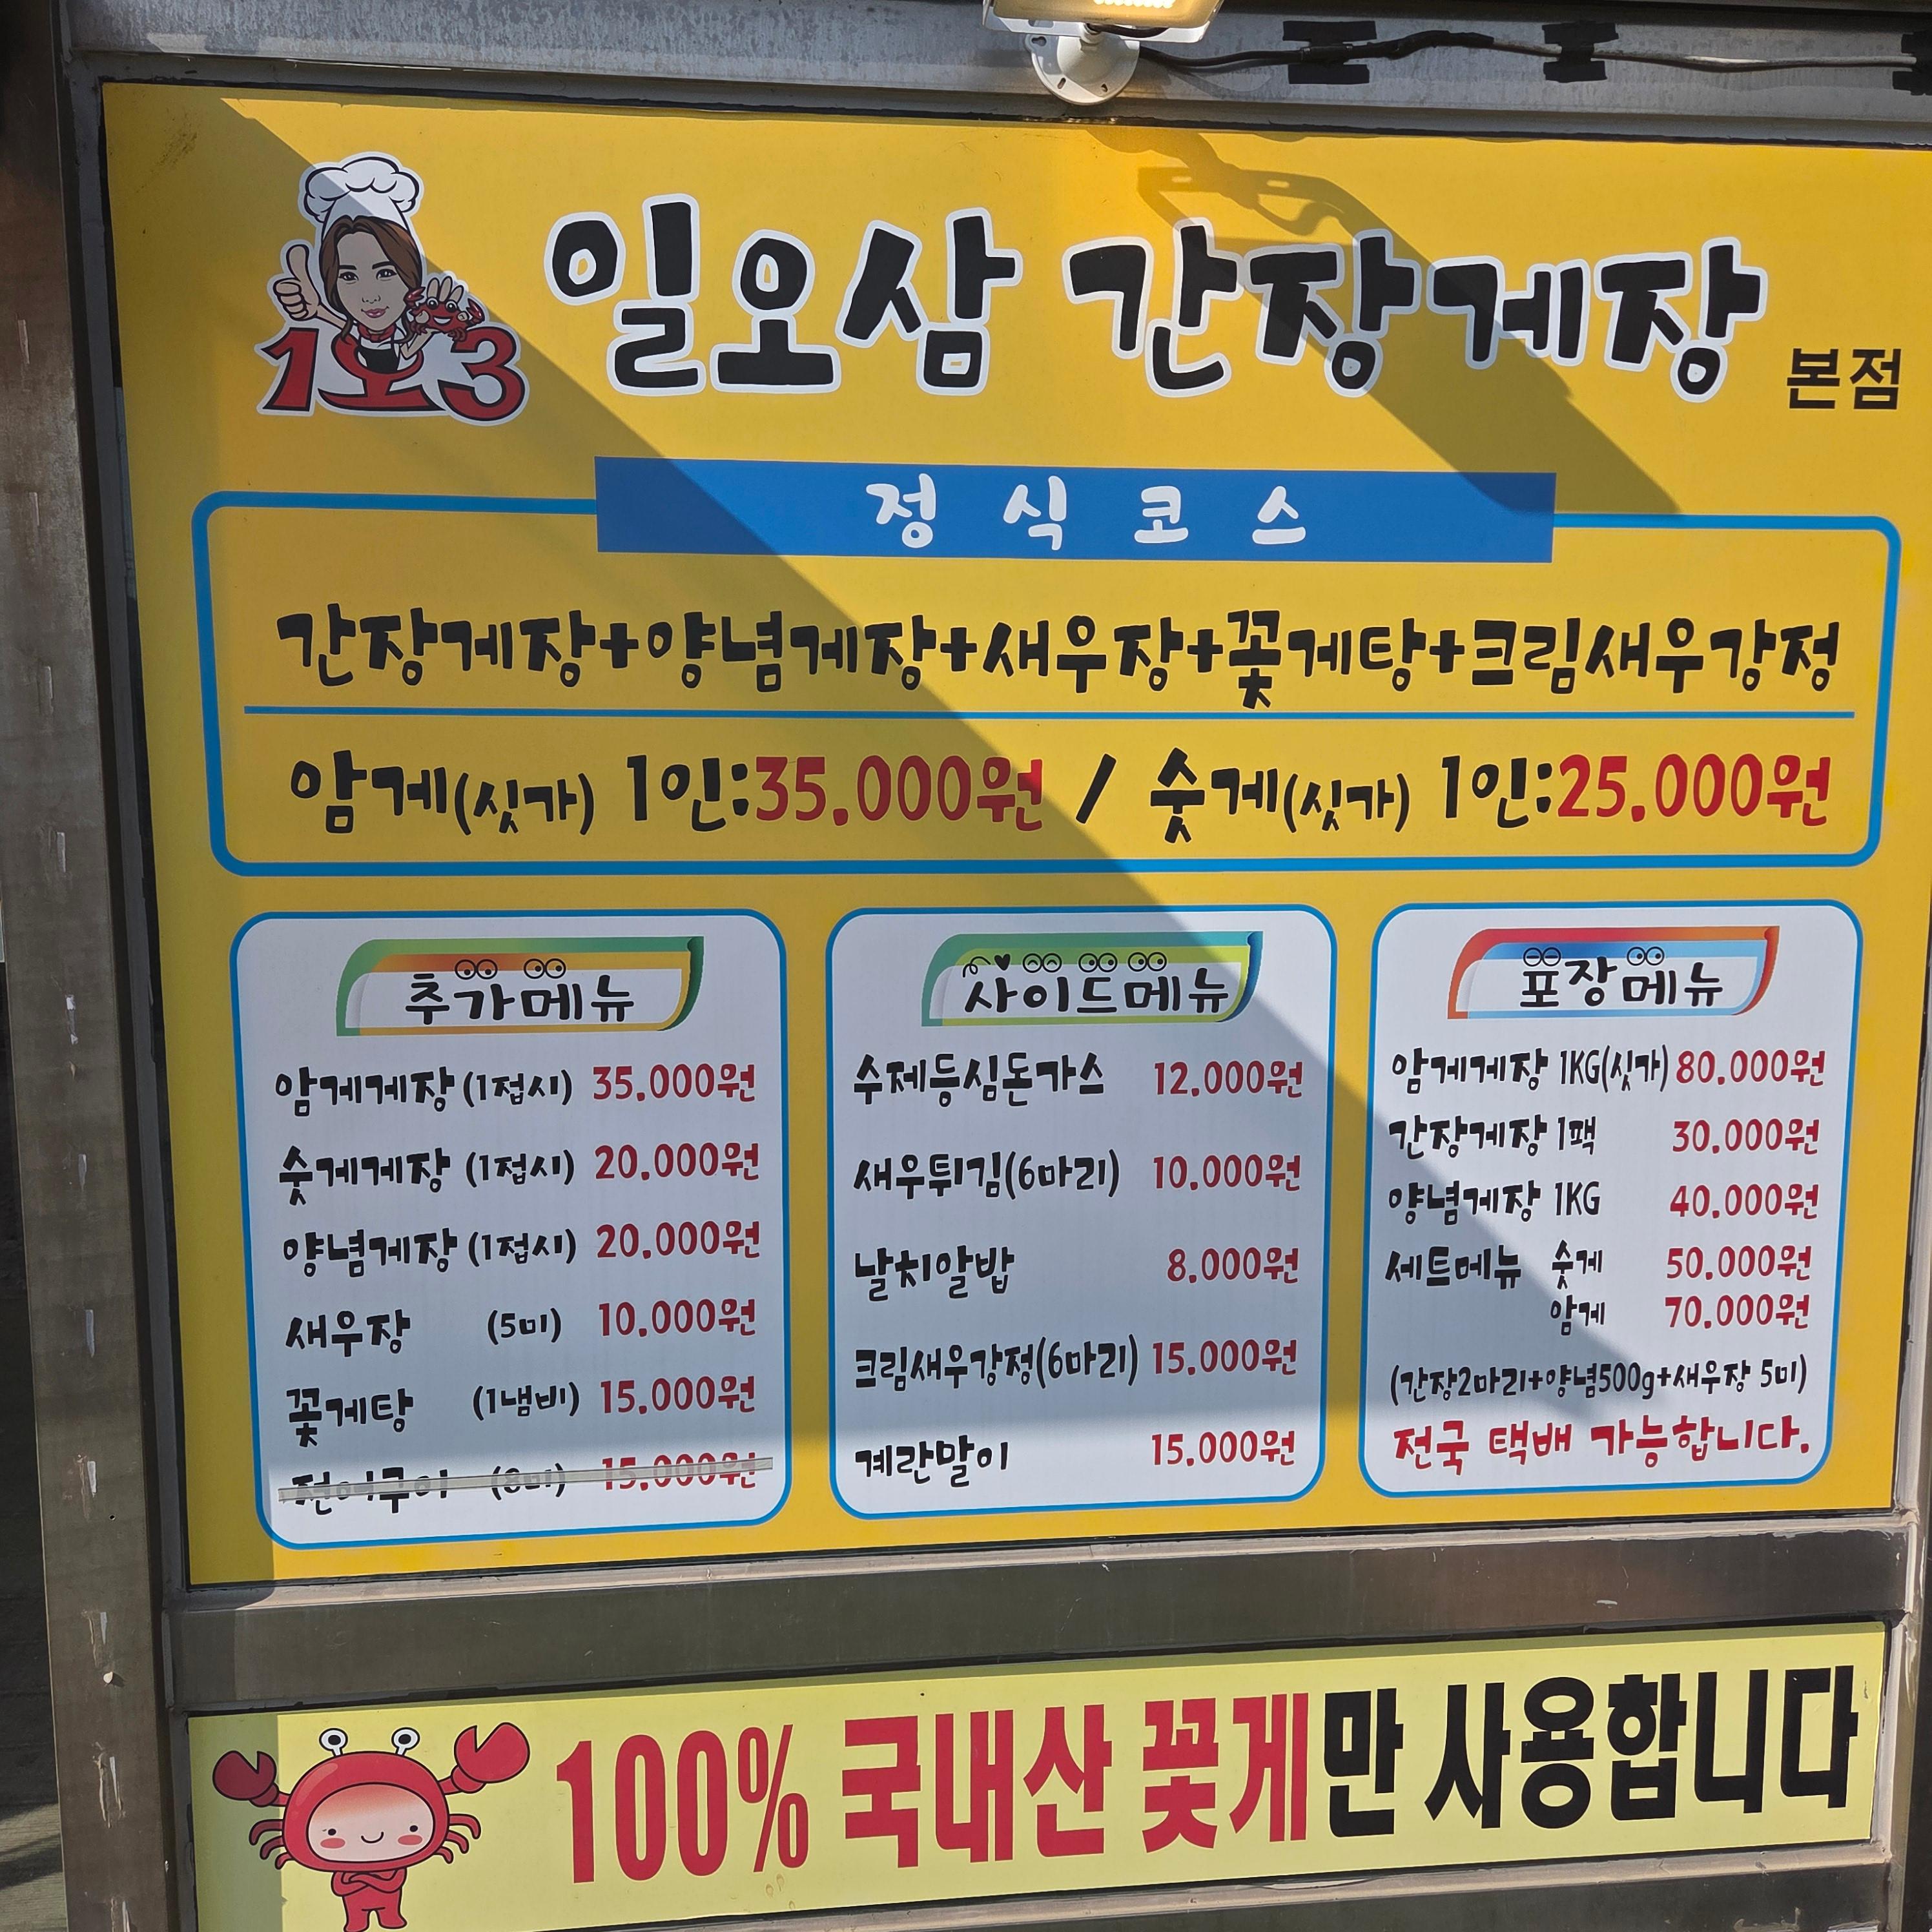 1오3
일오삼 간장게장 본점
정식코스
간장게장+양념게장+새우장+꽃게탕+크림새우강정
암게(싯가) 1인:35.000원 / 숫게(싯가) 1인:25.000원
추가메뉴
암게게장 (1접시) 35.000원
숫게게장 (1접시) 20.000원
양념게장 (1접시) 20.000원
새우장 (5미) 10.000원
꽃게탕 (1냄비) 15.000원
전어구이 (8미) 15.000원
사이드메뉴
수제등심돈가스 12.000원
새우튀김(6마리) 10.000원
날치알밥 8.000원
크림새우강정(6마리) 15.000원
계란말이 15.000원
포장메뉴
암게게장 1KG(싯가) 80.000원
간장게장 1팩 30.000원
양념게장 1KG 40.000원
세트메뉴 숫게 50.000원
암게 70.000원
(간장2마리+양념500g+새우장 5미)
전국 택배 가능합니다.
100% 국내산 꽃게만 사용합니다